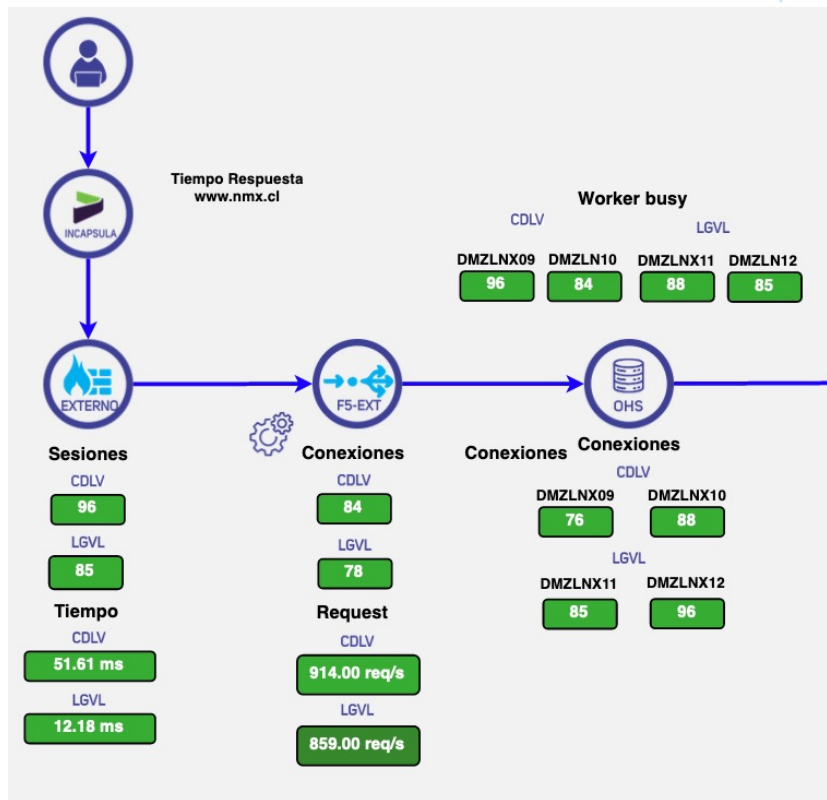 Tiempo Respuesta
www.nmx.cl
INCAPSULA
Worker busy
CDLV
LGVL
DMZLNX09 DMZLN10 DMZLNX11 DMZLN12
96 84 88 85
EXTERNO
F5-EXT
OHS
Sesiones
CDLV
96
LGVL
85
Tiempo
CDLV
51.61 ms
LGVL
12.18 ms
Conexiones
CDLV
84
LGVL
78
Request
CDLV
914.00 req/s
LGVL
859.00 req/s
Conexiones
Conexiones
CDLV
DMZLNX09 DMZLNX10
76 88
LGVL
DMZLNX11 DMZLNX12
85 96